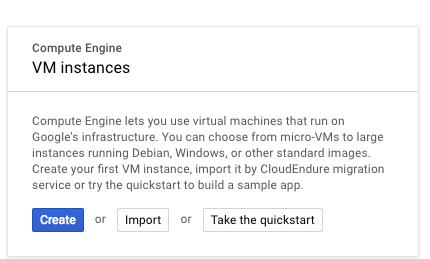 Compute Engine
VM instances
Compute Engine lets you use virtual machines that run on
Google's infrastructure. You can choose from micro-VMs to large
instances running Debian, Windows, or other standard images.
Create your first VM instance, import it by CloudEndure migration
service or try the quickstart to build a sample app.
Create or Import or Take the quickstart